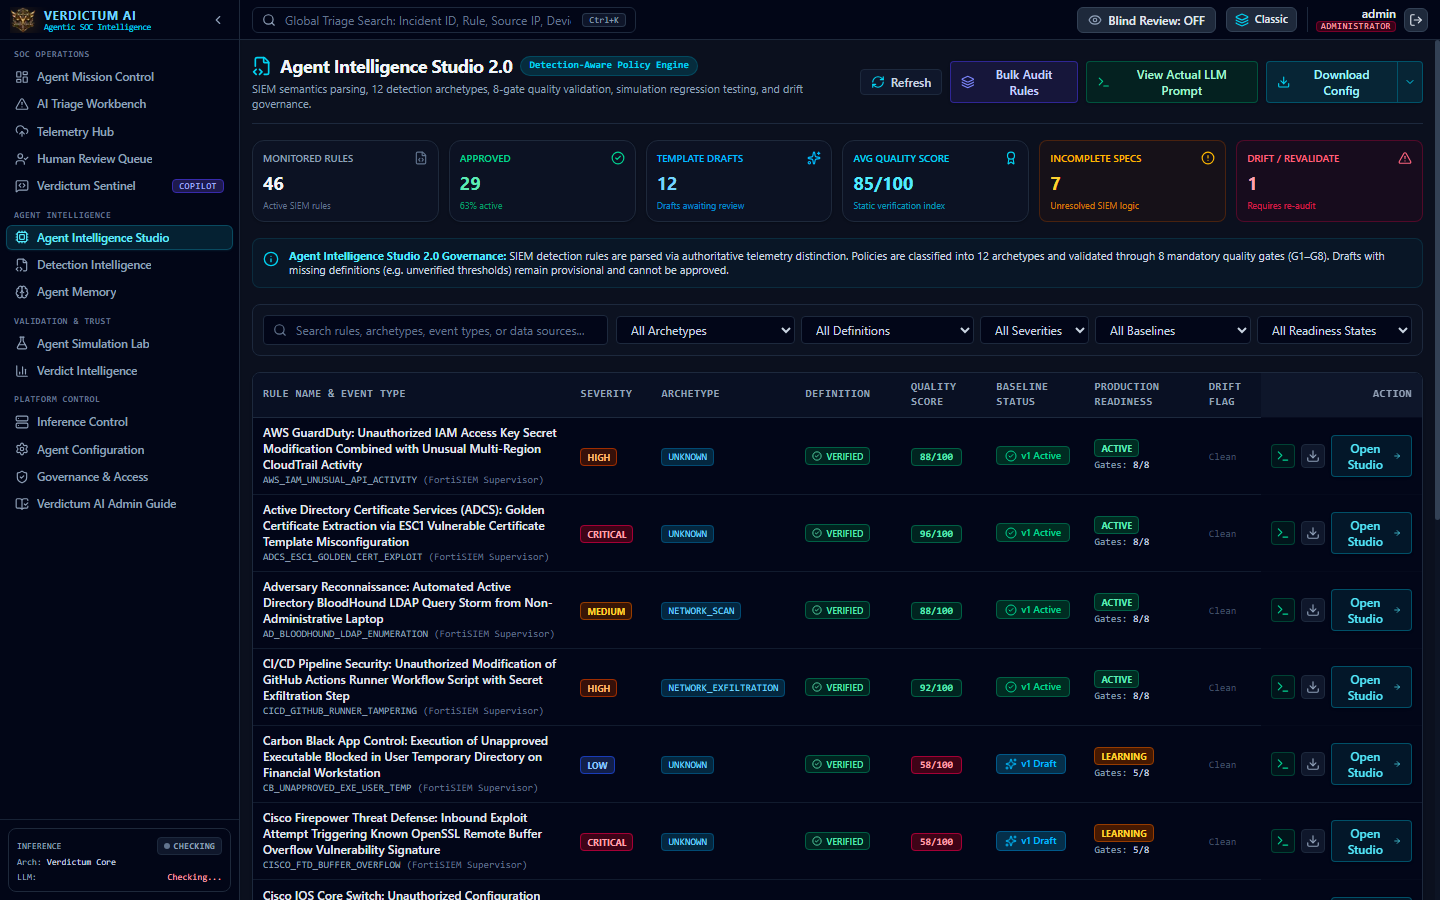 VERDICTUM AI
Agentic SOC Intelligence
Global Triage Search: Incident ID, Rule, Source IP, Devi
Ctrl+K
Blind Review: OFF
Classic
admin
ADMINISTRATOR
SOC OPERATIONS
Agent Mission Control
AI Triage Workbench
Telemetry Hub
Human Review Queue
Verdictum Sentinel
COPILOT
AGENT INTELLIGENCE
Agent Intelligence Studio
Detection Intelligence
Agent Memory
VALIDATION & TRUST
Agent Simulation Lab
Verdict Intelligence
PLATFORM CONTROL
Inference Control
Agent Configuration
Governance & Access
Verdictum AI Admin Guide
INFERENCE
CHECKING
Arch: Verdictum Core
LLM: Checking...
Agent Intelligence Studio 2.0
Detection-Aware Policy Engine
SIEM semantics parsing, 12 detection archetypes, 8-gate quality validation, simulation regression testing, and drift
governance.
Refresh
Bulk Audit
Rules
View Actual LLM
Prompt
Download
Config
MONITORED RULES
46
Active SIEM rules
APPROVED
29
63% active
TEMPLATE DRAFTS
12
Drafts awaiting review
AVG QUALITY SCORE
85/100
Static verification index
INCOMPLETE SPECS
7
Unresolved SIEM logic
DRIFT / REVALIDATE
1
Requires re-audit
Agent Intelligence Studio 2.0 Governance: SIEM detection rules are parsed via authoritative telemetry distinction. Policies are classified into 12 archetypes and validated through 8 mandatory quality gates (G1–G8). Drafts with
missing definitions (e.g. unverified thresholds) remain provisional and cannot be approved.
Search rules, archetypes, event types, or data sources...
All Archetypes
All Definitions
All Severities
All Baselines
All Readiness States
RULE NAME & EVENT TYPE
SEVERITY
ARCHETYPE
DEFINITION
QUALITY
SCORE
BASELINE
STATUS
PRODUCTION
READINESS
DRIFT
FLAG
ACTION
AWS GuardDuty: Unauthorized IAM Access Key Secret
Modification Combined with Unusual Multi-Region
CloudTrail Activity
AWS_IAM_UNUSUAL_API_ACTIVITY (FortiSIEM Supervisor)
HIGH
UNKNOWN
VERIFIED
88/100
v1 Active
ACTIVE
Gates: 8/8
Clean
Open
Studio
Active Directory Certificate Services (ADCS): Golden
Certificate Extraction via ESC1 Vulnerable Certificate
Template Misconfiguration
ADCS_ESC1_GOLDEN_CERT_EXPLOIT (FortiSIEM Supervisor)
CRITICAL
UNKNOWN
VERIFIED
96/100
v1 Active
ACTIVE
Gates: 8/8
Clean
Open
Studio
Adversary Reconnaissance: Automated Active
Directory BloodHound LDAP Query Storm from Non-
Administrative Laptop
AD_BLOODHOUND_LDAP_ENUMERATION (FortiSIEM Supervisor)
MEDIUM
NETWORK_SCAN
VERIFIED
88/100
v1 Active
ACTIVE
Gates: 8/8
Clean
Open
Studio
CI/CD Pipeline Security: Unauthorized Modification of
GitHub Actions Runner Workflow Script with Secret
Exfiltration Step
CICD_GITHUB_RUNNER_TAMPERING (FortiSIEM Supervisor)
HIGH
NETWORK_EXFILTRATION
VERIFIED
92/100
v1 Active
ACTIVE
Gates: 8/8
Clean
Open
Studio
Carbon Black App Control: Execution of Unapproved
Executable Blocked in User Temporary Directory on
Financial Workstation
CB_UNAPPROVED_EXE_USER_TEMP (FortiSIEM Supervisor)
LOW
UNKNOWN
VERIFIED
58/100
v1 Draft
LEARNING
Gates: 5/8
Clean
Open
Studio
Cisco Firepower Threat Defense: Inbound Exploit
Attempt Triggering Known OpenSSL Remote Buffer
Overflow Vulnerability Signature
CISCO_FTD_BUFFER_OVERFLOW (FortiSIEM Supervisor)
CRITICAL
UNKNOWN
VERIFIED
58/100
v1 Draft
LEARNING
Gates: 5/8
Clean
Open
Studio
Cisco IOS Core Switch: Unauthorized Configuration